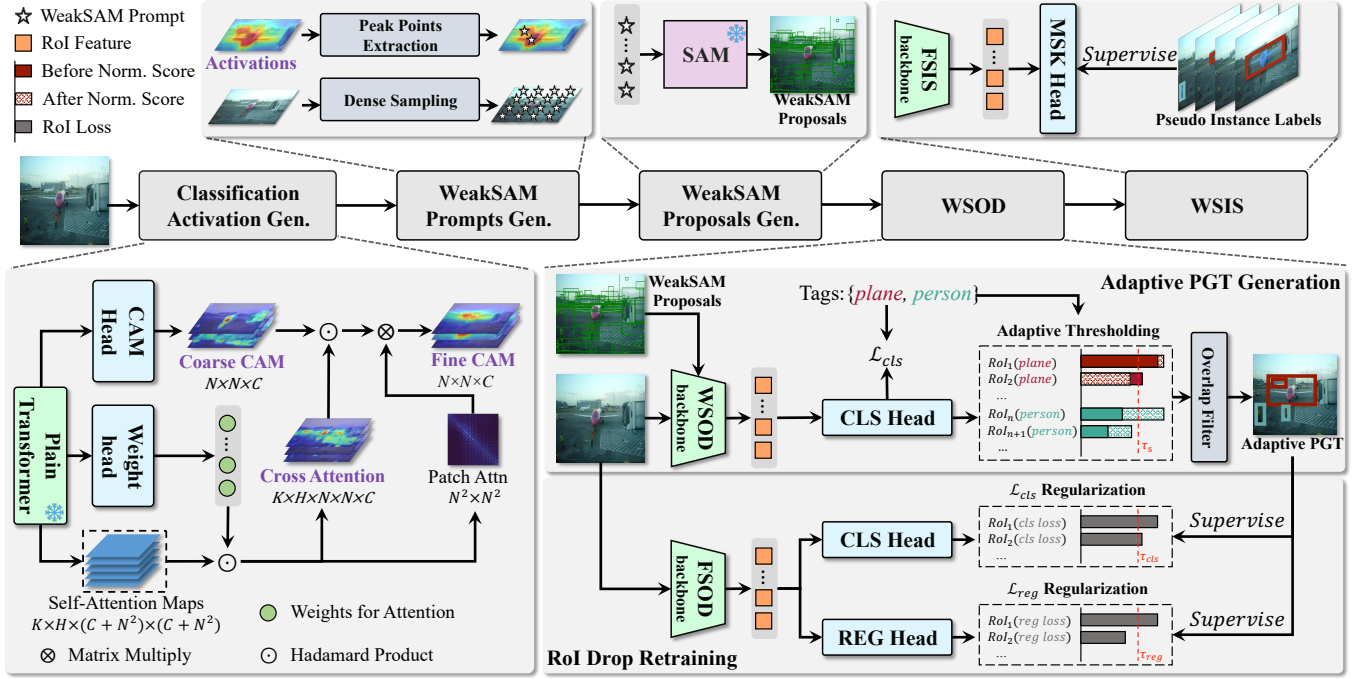 WeakSAM Prompt
RoI Feature
Before Norm. Score
After Norm. Score
RoI Loss
Activations
Peak Points
Extraction
Dense Sampling
SAM
WeakSAM
Proposals
FSIS
backbone
MSK Head
Supervise
Pseudo Instance Labels
Classification
Activation Gen.
WeakSAM
Prompts Gen.
WeakSAM
Proposals Gen.
WSOD
WSIS
Plain
Transformer
CAM
Head
Coarse CAM
N×N×C
Fine CAM
N×N×C
Weight
head
Cross Attention
K×H×N×N×C
Patch Attn
N²×N²
Self-Attention Maps
K×H×(C + N²)×(C + N²)
Weights for Attention
⊗ Matrix Multiply
⊙ Hadamard Product
WeakSAM
Proposals
Tags:{plane, person}
Adaptive PGT Generation
ℒcls
WSOD
backbone
CLS Head
Adaptive Thresholding
RoI₁(plane)
RoI₂(plane)
...
RoIₙ(person)
RoIₙ₊₁(person)
...
τs
Overlap Filter
Adaptive PGT
FSOD
backbone
CLS Head
REG Head
ℒcls Regularization
RoI₁(cls loss)
RoI₂(cls loss)
...
τcls
Supervise
ℒreg Regularization
RoI₁(reg loss)
RoI₂(reg loss)
...
τreg
Supervise
RoI Drop Retraining